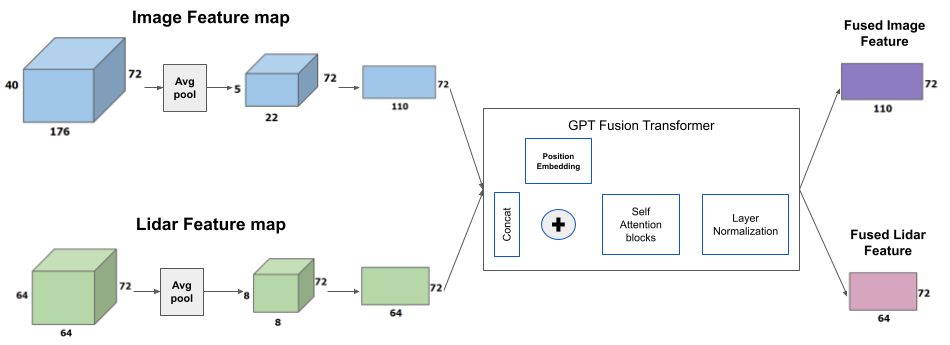 Image Feature map
40
176
72
Avg
pool
5
22
72
72
110
Lidar Feature map
64
64
72
Avg
pool
8
8
72
72
64
GPT Fusion Transformer
Position
Embedding
Concat
+
Self
Attention
blocks
Layer
Normalization
Fused Image
Feature
72
110
Fused Lidar
Feature
72
64